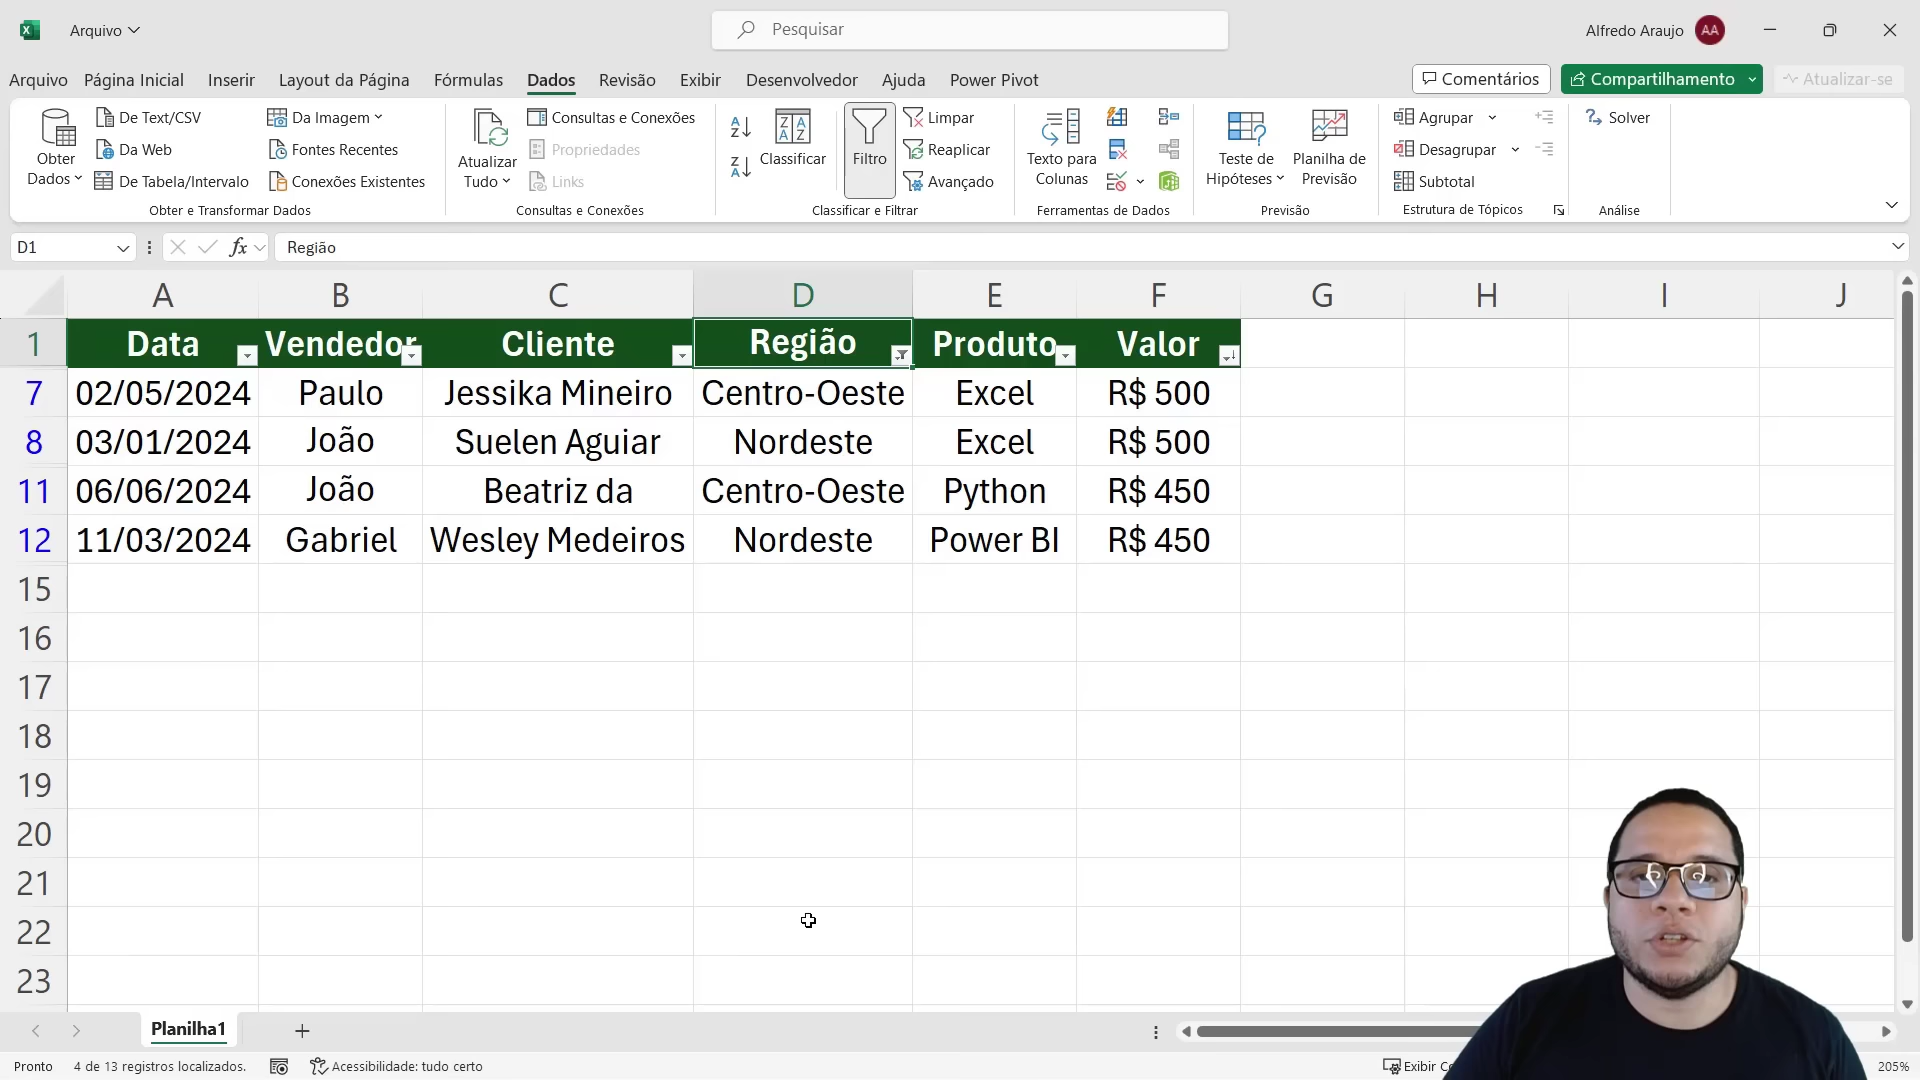 Arquivo
Pesquisar
Alfredo Araujo AA
Arquivo Página Inicial Inserir Layout da Página Fórmulas Dados Revisão Exibir Desenvolvedor Ajuda Power Pivot
Comentários Compartilhamento Atualizar-se
Obter Dados
De Text/CSV
Da Web
De Tabela/Intervalo
Da Imagem
Fontes Recentes
Conexões Existentes
Obter e Transformar Dados
Atualizar Tudo
Consultas e Conexões
Propriedades
Links
Consultas e Conexões
Classificar
Filtro
Limpar
Reaplicar
Avançado
Classificar e Filtrar
Texto para Colunas
Ferramentas de Dados
Teste de Hipóteses
Planilha de Previsão
Previsão
Agrupar
Desagrupar
Subtotal
Estrutura de Tópicos
Solver
Análise
D1 fx Região
A B C D E F G H I J
1 Data Vendedor Cliente Região Produto Valor
7 02/05/2024 Paulo Jessika Mineiro Centro-Oeste Excel R$ 500
8 03/01/2024 João Suelen Aguiar Nordeste Excel R$ 500
11 06/06/2024 João Beatriz da Centro-Oeste Python R$ 450
12 11/03/2024 Gabriel Wesley Medeiros Nordeste Power BI R$ 450
15
16
17
18
19
20
21
22
23
Planilha1
Pronto 4 de 13 registros localizados. Acessibilidade: tudo certo Exibir 205%